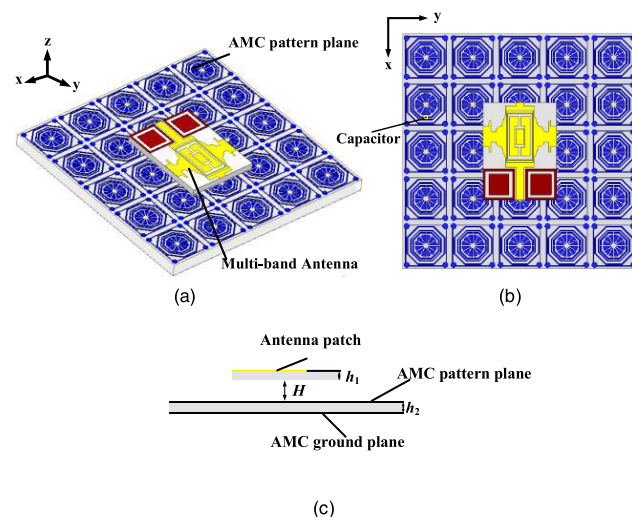 z
x
y
AMC pattern plane
Multi-band Antenna
(a)
y
x
Capacitor
(b)
Antenna patch
h1
H
AMC pattern plane
h2
AMC ground plane
(c)